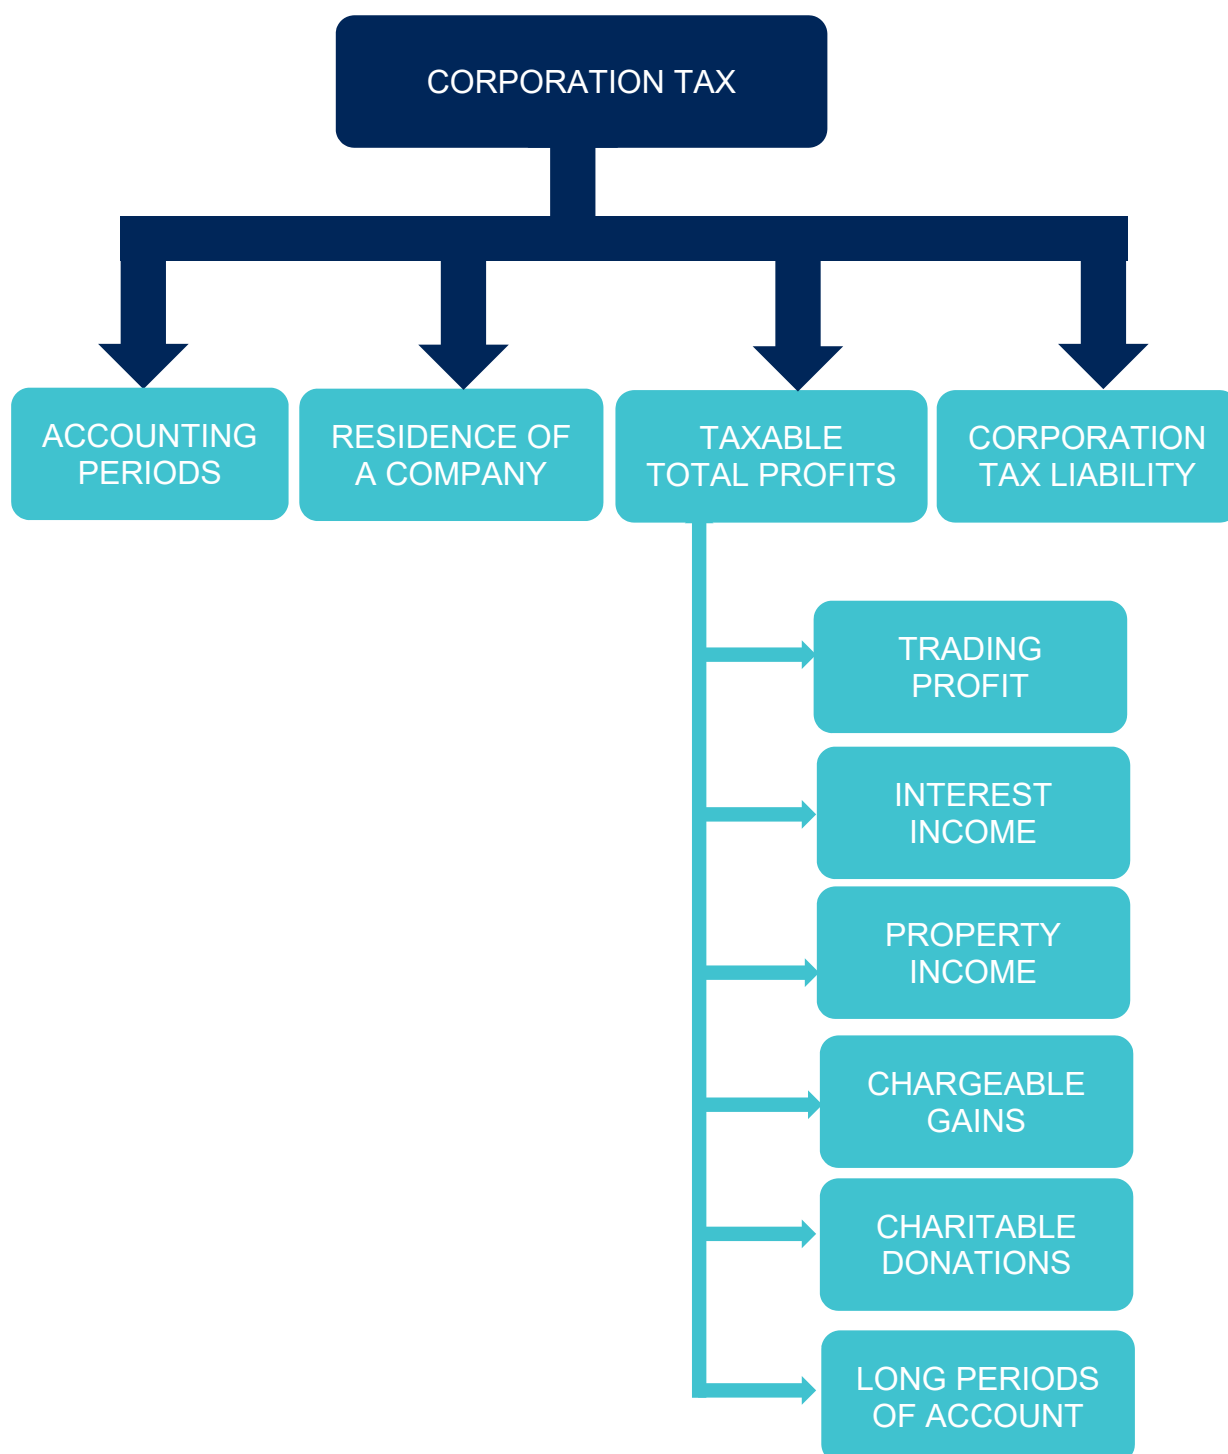 CORPORATION TAX
ACCOUNTING
PERIODS
RESIDENCE OF
A COMPANY
TAXABLE
TOTAL PROFITS
CORPORATION
TAX LIABILITY
TRADING
PROFIT
INTEREST
INCOME
PROPERTY
INCOME
CHARGEABLE
GAINS
CHARITABLE
DONATIONS
LONG PERIODS
OF ACCOUNT